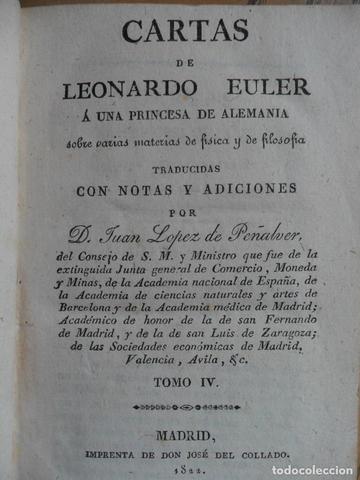 CARTAS
DE
LEONARDO EULER
Á UNA PRINCESA DE ALEMANIA
sobre varias materias de fisica y de filosofia
TRADUCIDAS
CON NOTAS Y ADICIONES
POR
D. Juan Lopez de Peñalver,
del Consejo de S. M. y Ministro que fue de la
extinguida Junta general de Comercio, Moneda
y Minas, de la Academia nacional de España, de
la Academia de ciencias naturales y artes de
Barcelona y de la Academia médica de Madrid;
Académico de honor de la de san Fernando
de Madrid, y de la de san Luis de Zaragoza;
de las Sociedades económicas de Madrid,
Valencia, Avila, &c.
TOMO IV.
MADRID,
IMPRENTA DE DON JOSÉ DEL COLLADO.
1822.
todocoleccion